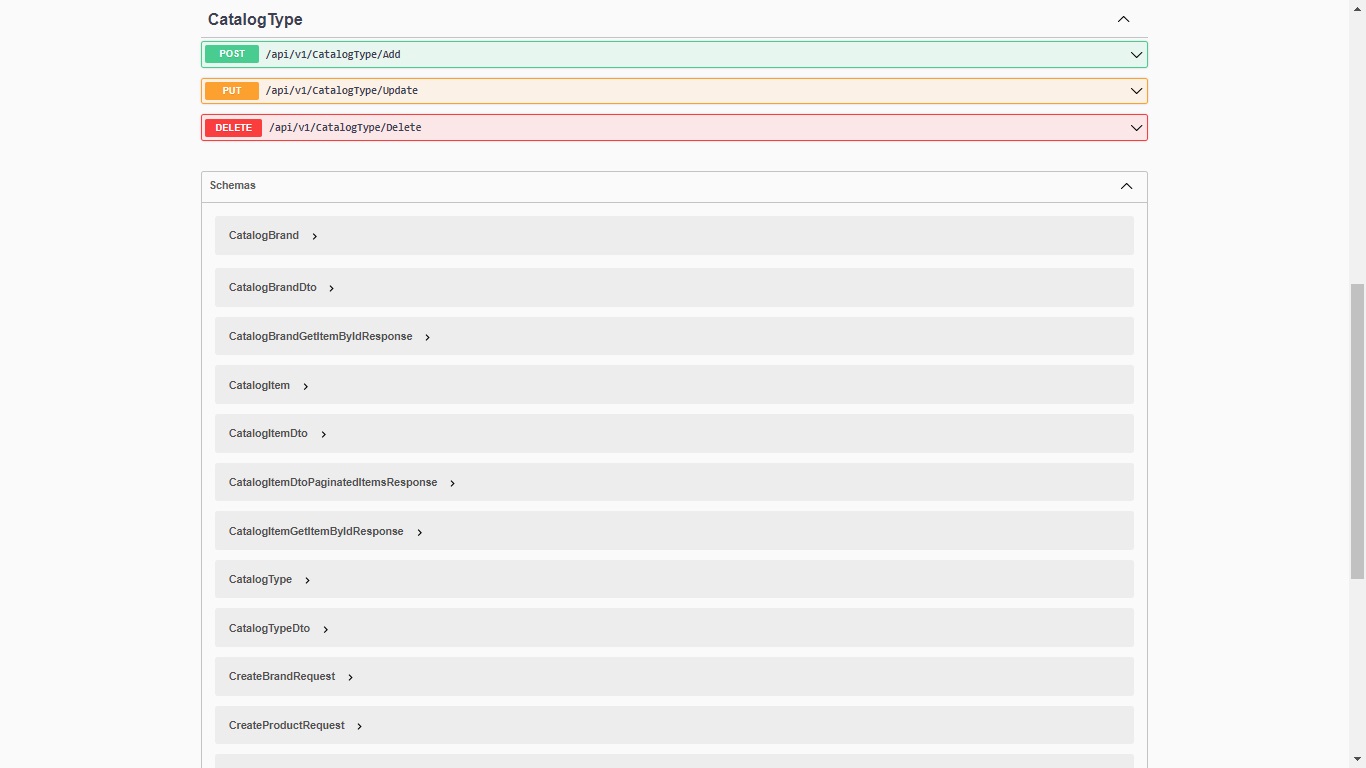 CatalogType
POST /api/v1/CatalogType/Add
PUT /api/v1/CatalogType/Update
DELETE /api/v1/CatalogType/Delete
Schemas
CatalogBrand
CatalogBrandDto
CatalogBrandGetItemByIdResponse
CatalogItem
CatalogItemDto
CatalogItemDtoPaginatedItemsResponse
CatalogItemGetItemByIdResponse
CatalogType
CatalogTypeDto
CreateBrandRequest
CreateProductRequest